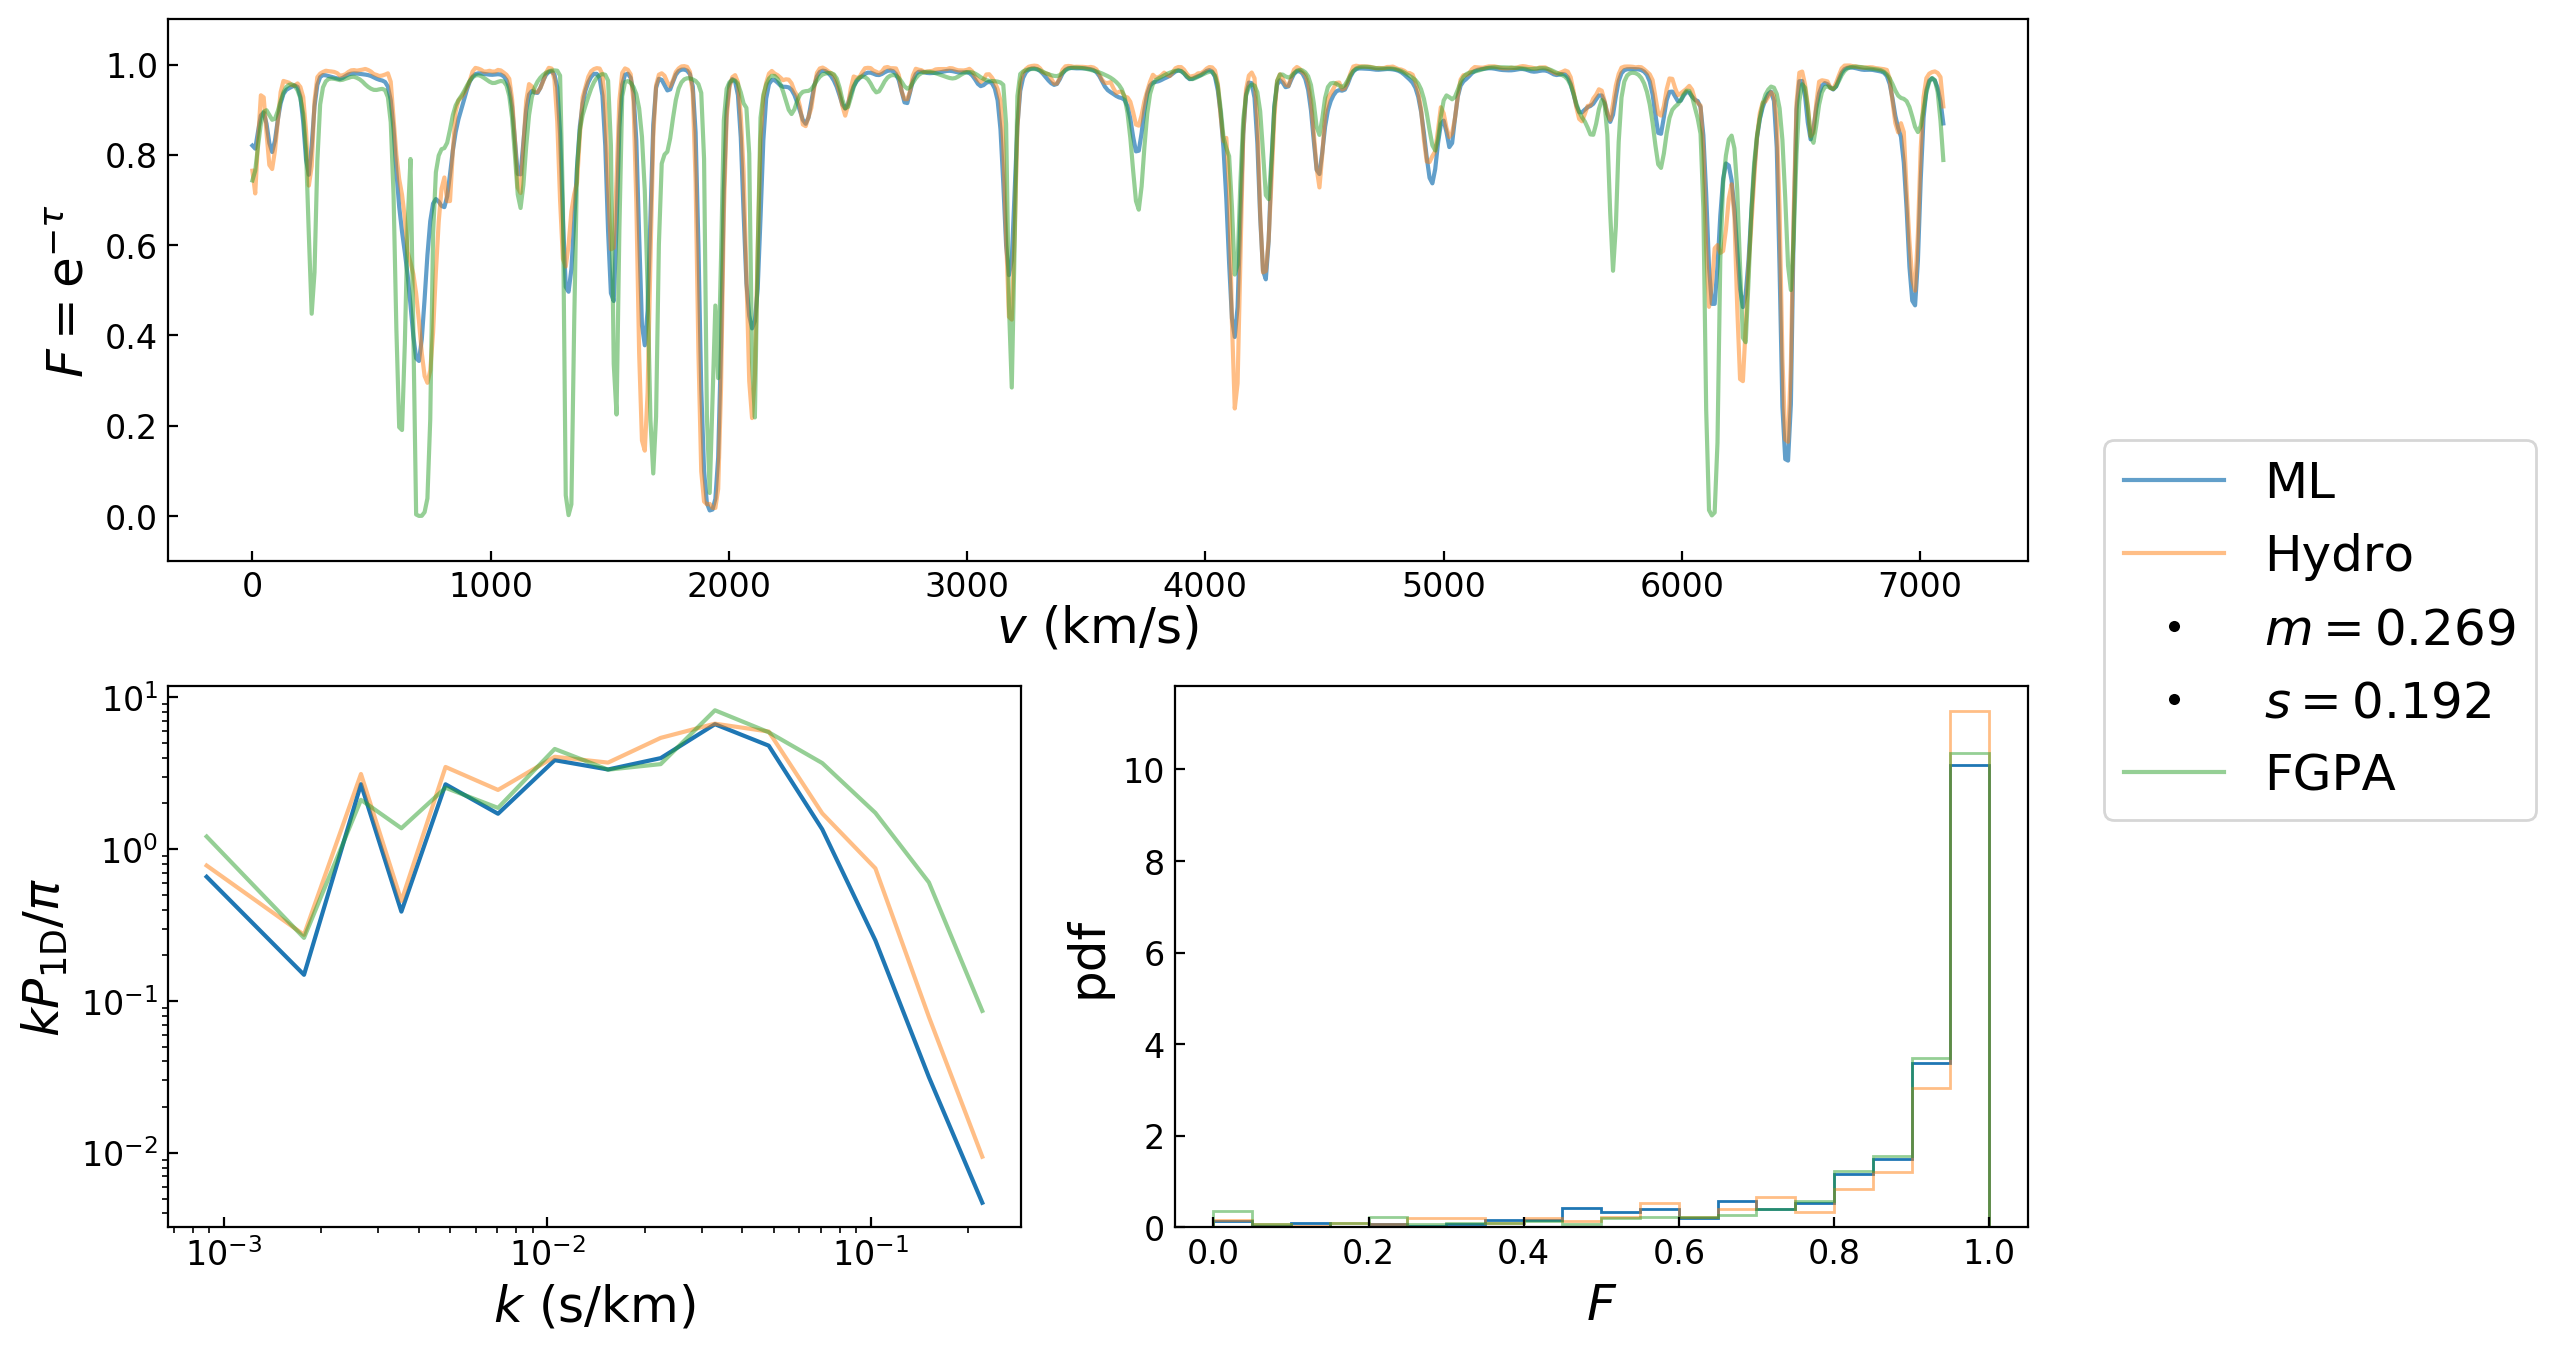 1.0
0.8
0.6
0.4
0.2
0.0
F = e^{-τ}
0 1000 2000 3000 4000 5000 6000 7000
v (km/s)
ML
Hydro
m = 0.269
s = 0.192
FGPA
10^1
10^0
10^{-1}
10^{-2}
kP_{1D}/π
10^{-3} 10^{-2} 10^{-1}
k (s/km)
10
8
6
4
2
0
pdf
0.0 0.2 0.4 0.6 0.8 1.0
F